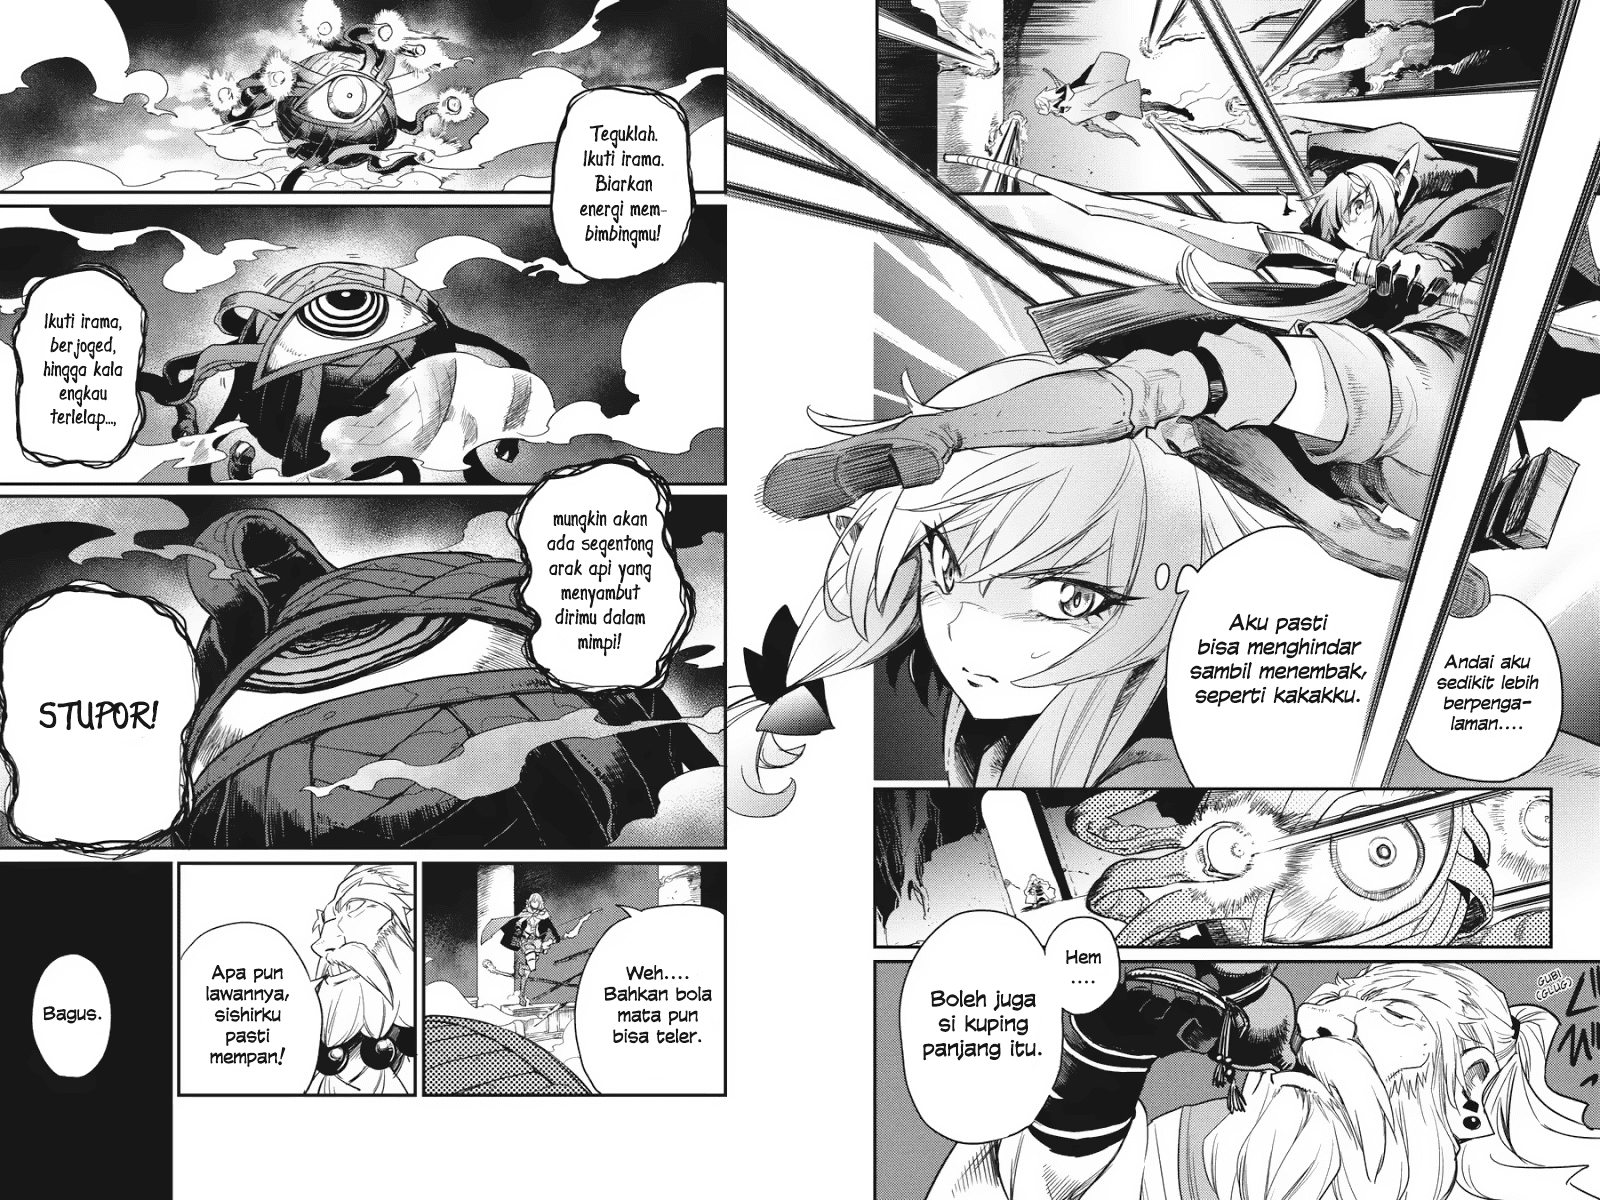 Andai aku
sedikit lebih
berpenga-
laman....
Aku pasti
bisa menghindar
sambil menembak,
seperti kakakku.
GUBI
(GLUG)
Hem
....
Boleh juga
si kuping
panjang itu.
Teguklah.
Ikuti irama.
Biarkan
energi mem-
bimbingmu!
Ikuti irama,
berjoged,
hingga kala
engkau
terlelap...,
mungkin akan
ada segentong
arak api yang
menyambut
dirimu dalam
mimpi!
STUPOR!
Weh....
Bahkan bola
mata pun
bisa teler.
Apa pun
lawannya,
sishirku
pasti
mempan!
Bagus.